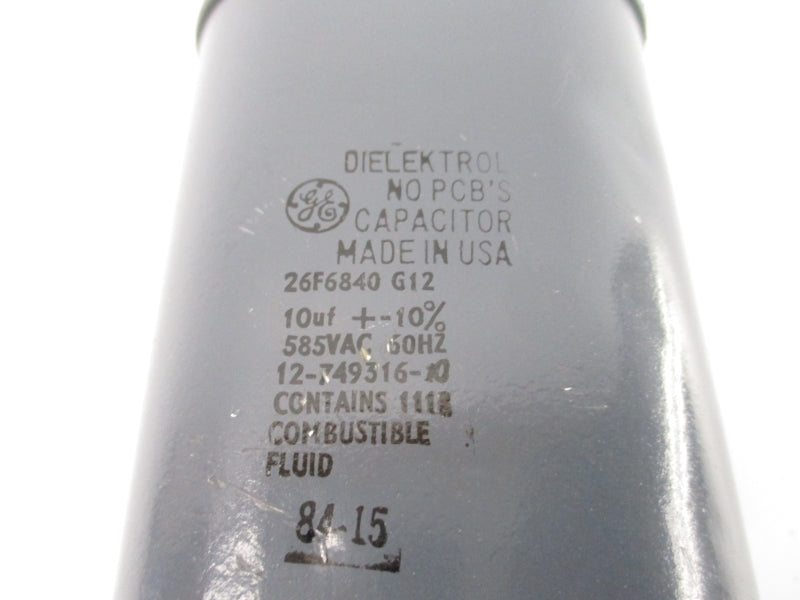 DIELEKTROL
NO PCB'S
GE
CAPACITOR
MADE IN USA
26F6840 G12
10uf +-10%
585VAC 60HZ
12-749316-10
CONTAINS
COMBUSTIBLE
FLUID
84-15